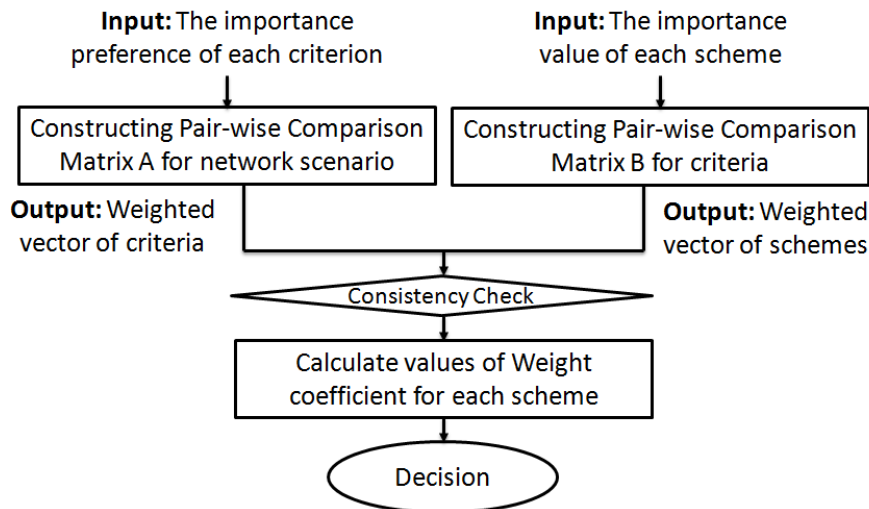 Input: The importance
preference of each criterion
Input: The importance
value of each scheme
Constructing Pair-wise Comparison
Matrix A for network scenario
Constructing Pair-wise Comparison
Matrix B for criteria
Output: Weighted
vector of criteria
Output: Weighted
vector of schemes
Consistency Check
Calculate values of Weight
coefficient for each scheme
Decision